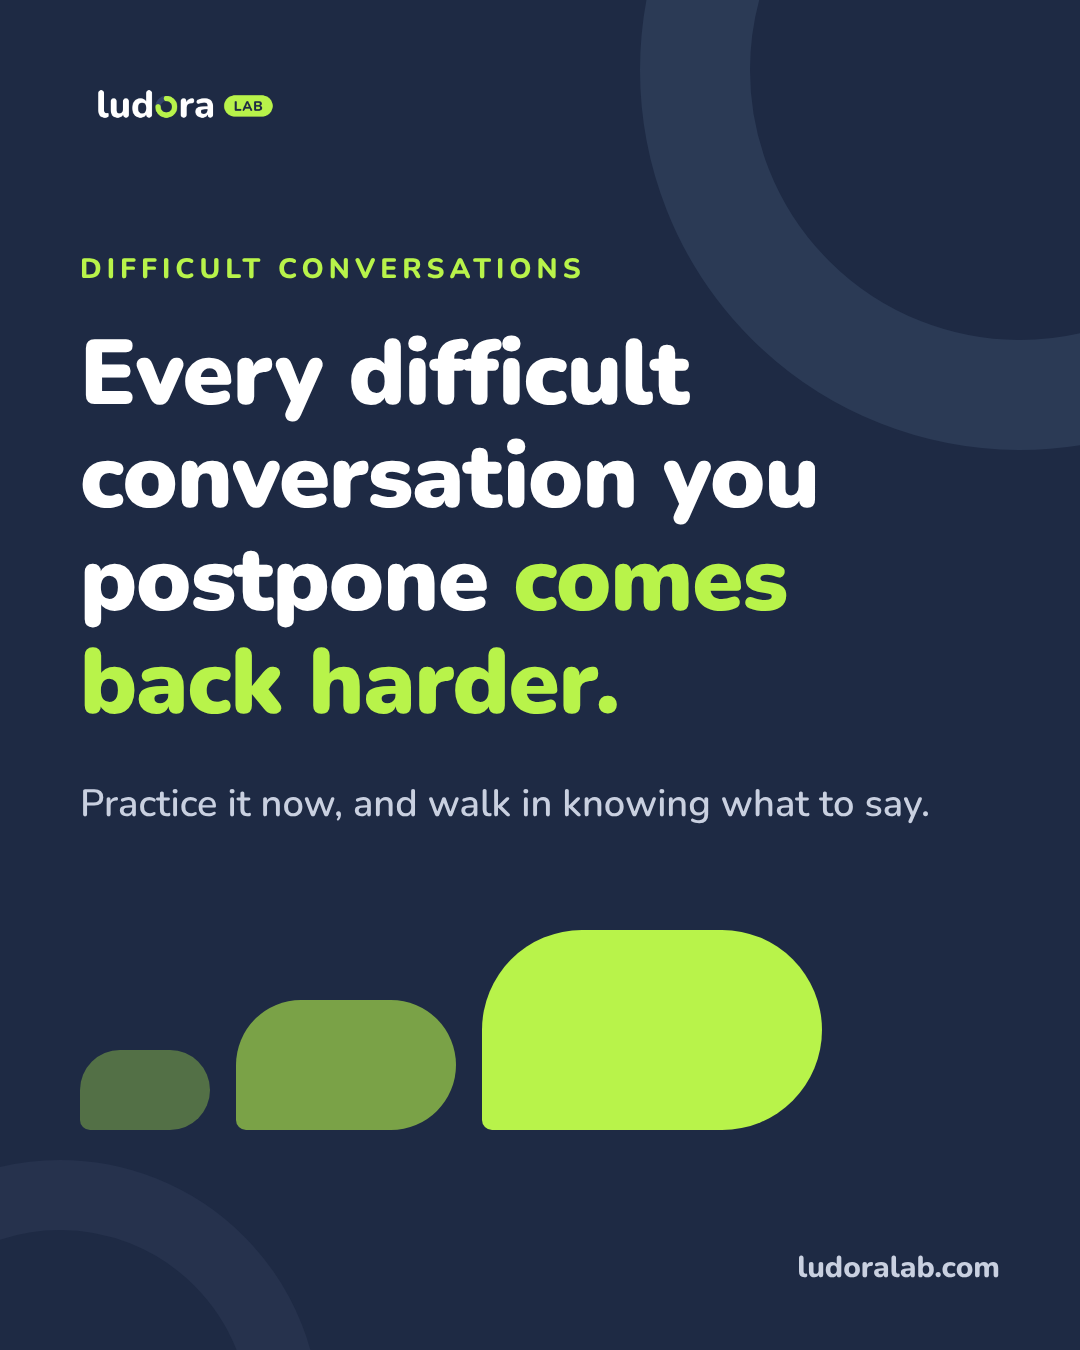 ludora LAB
DIFFICULT CONVERSATIONS
Every difficult
conversation you
postpone comes
back harder.
Practice it now, and walk in knowing what to say.
ludoralab.com